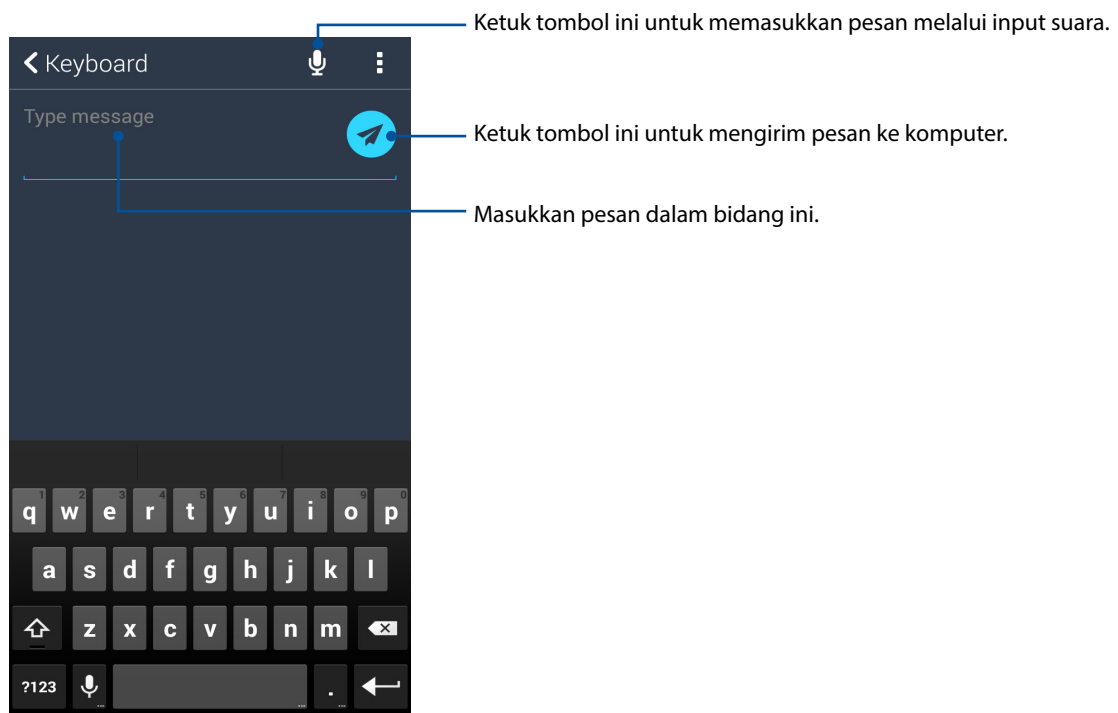 Ketuk tombol ini untuk memasukkan pesan melalui input suara.
Keyboard
Type message
Ketuk tombol ini untuk mengirim pesan ke komputer.
Masukkan pesan dalam bidang ini.
1 2 3 4 5 6 7 8 9 0
q w e r t y u i o p
a s d f g h j k l
z x c v b n m
?123 .